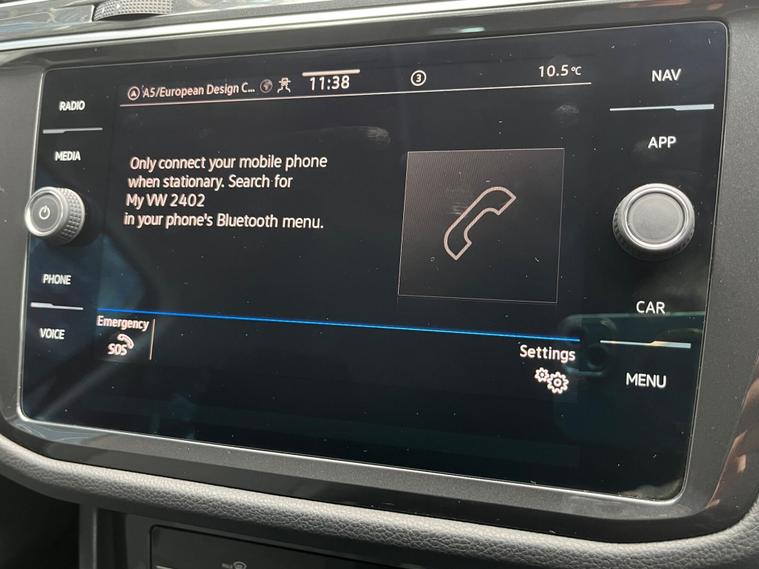 A5/European Design C...
11:38
3
10.5°C
NAV
RADIO
APP
MEDIA
Only connect your mobile phone
when stationary. Search for
My VW 2402
in your phone's Bluetooth menu.
PHONE
CAR
VOICE
Emergency
SOS
Settings
MENU